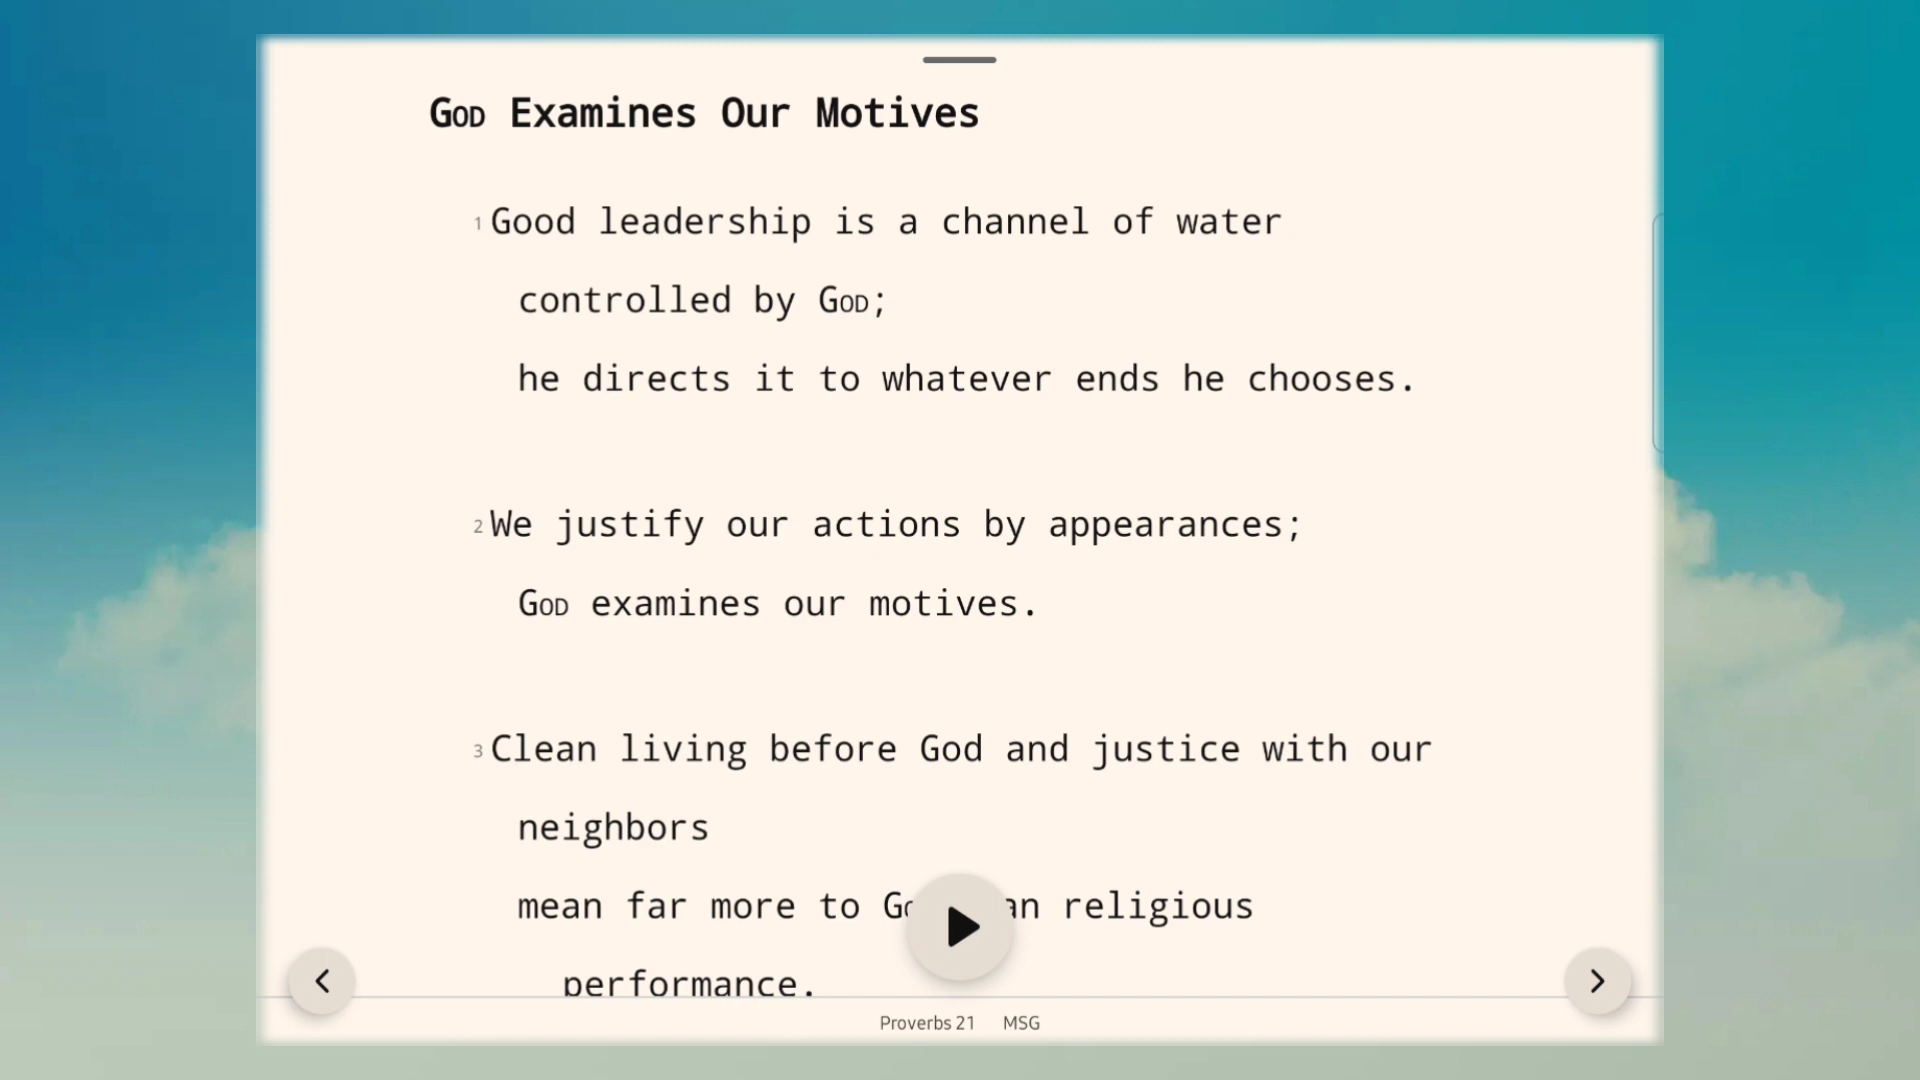 GOD Examines Our Motives
1 Good leadership is a channel of water
controlled by GOD;
he directs it to whatever ends he chooses.
2 We justify our actions by appearances;
GOD examines our motives.
3 Clean living before God and justice with our
neighbors
mean far more to religious
performance.
Proverbs 21 MSG